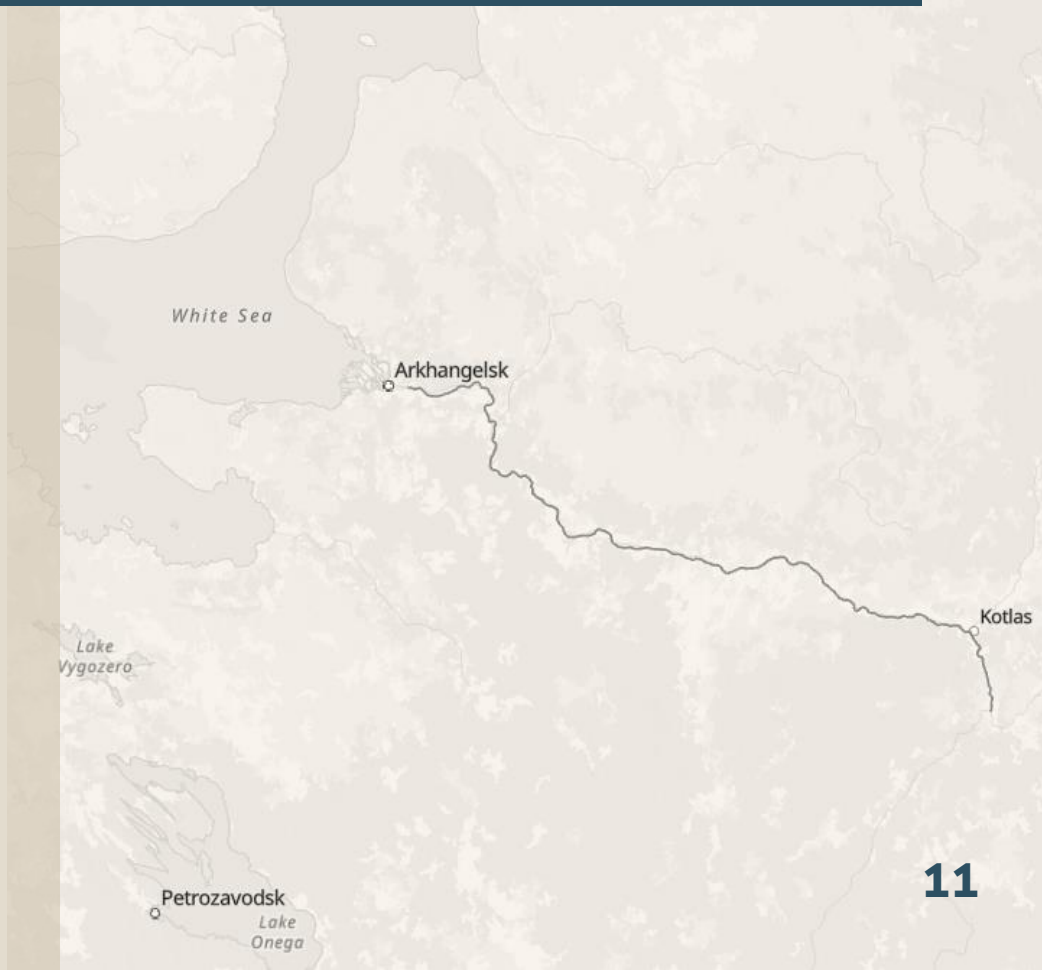 White Sea
Arkhangelsk
Kotlas
Lake
Vygozero
Petrozavodsk
Lake
Onega
11